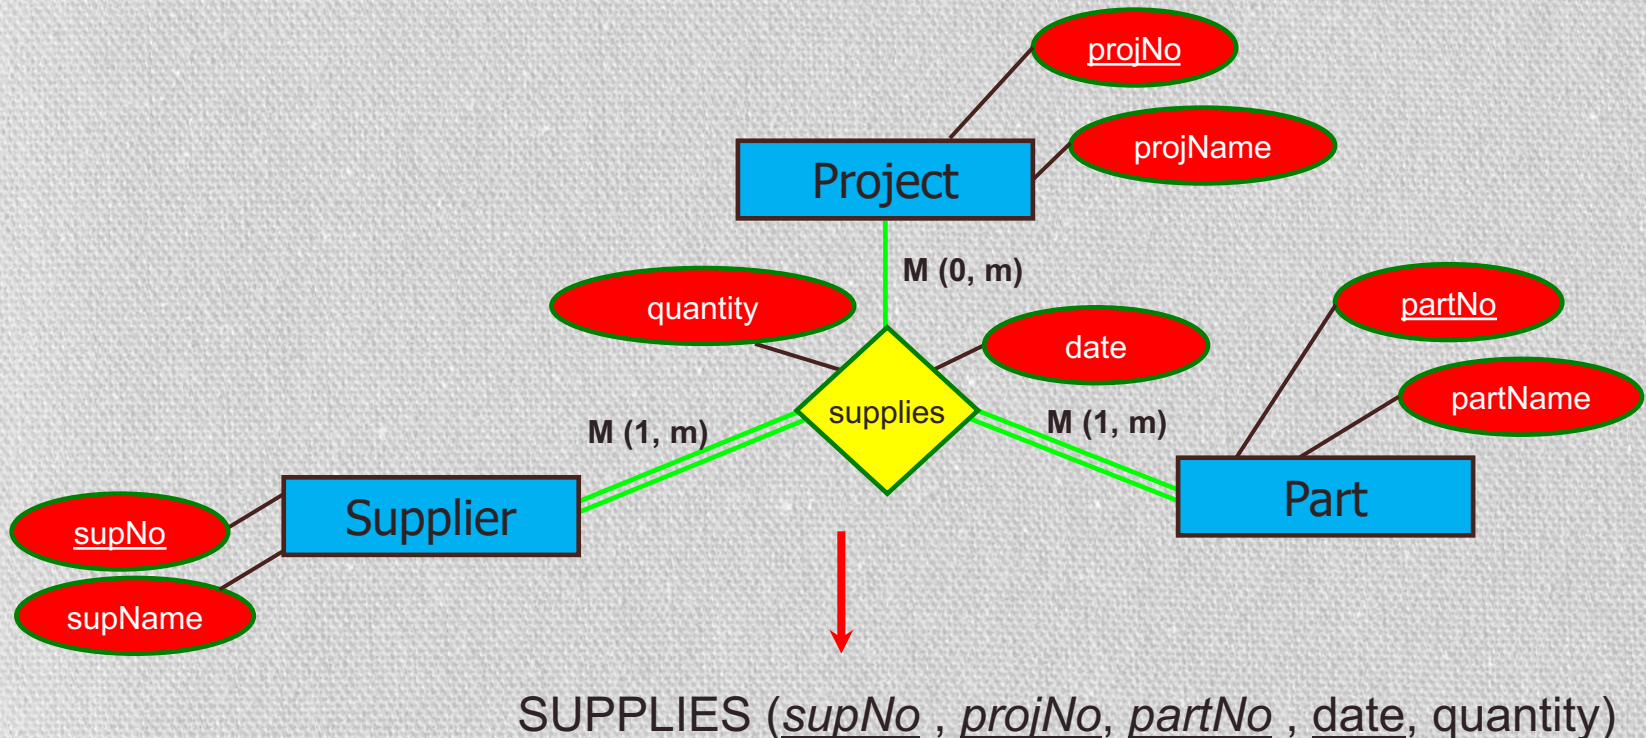 projNo
projName
Project
M (0, m)
quantity
date
partNo
partName
supplies
M (1, m)
M (1, m)
Part
Supplier
supNo
supName
SUPPLIES (supNo , projNo, partNo , date, quantity)